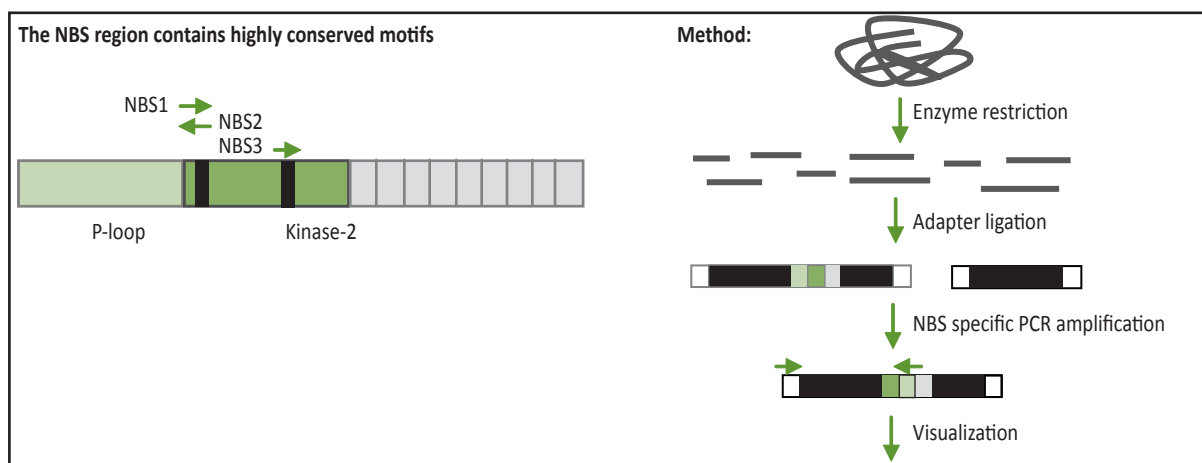 The NBS region contains highly conserved motifs
NBS1
NBS2
NBS3
P-loop
Kinase-2
Method:
Enzyme restriction
Adapter ligation
NBS specific PCR amplification
Visualization